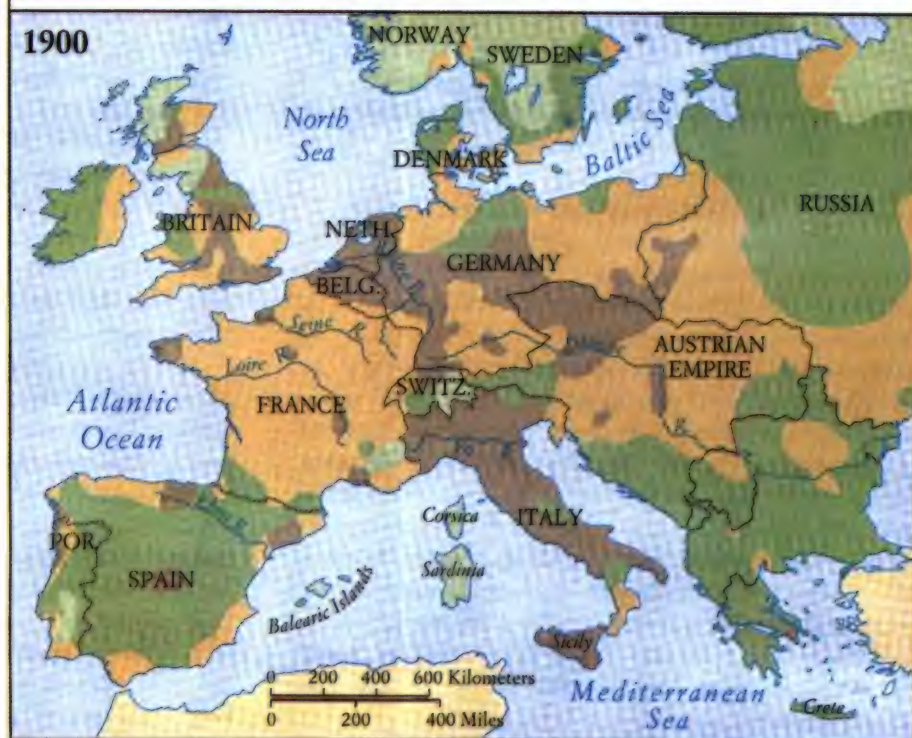 1900
NORWAY
SWEDEN
North
Sea
Baltic Sea
DENMARK
RUSSIA
BRITAIN
NETH.
GERMANY
BELG.
Seine R.
Loire R.
AUSTRIAN
EMPIRE
SWITZ.
FRANCE
Atlantic
Ocean
Po R.
Corsica
ITALY
POR.
SPAIN
Sardinia
Balearic Islands
Sicily
0 200 400 600 Kilometers
0 200 400 Miles
Mediterranean
Sea
Crete